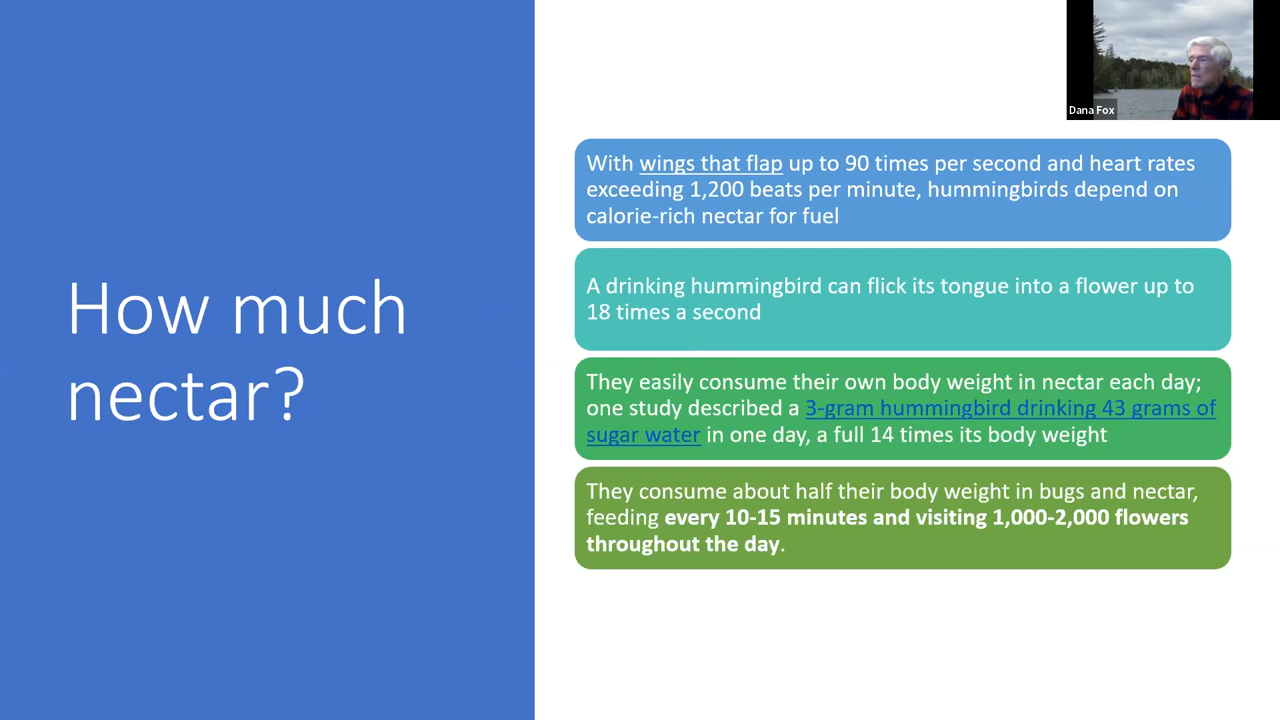 Dana Fox
How much
nectar?
With wings that flap up to 90 times per second and heart rates
exceeding 1,200 beats per minute, hummingbirds depend on
calorie-rich nectar for fuel
A drinking hummingbird can flick its tongue into a flower up to
18 times a second
They easily consume their own body weight in nectar each day;
one study described a 3-gram hummingbird drinking 43 grams of
sugar water in one day, a full 14 times its body weight
They consume about half their body weight in bugs and nectar,
feeding every 10-15 minutes and visiting 1,000-2,000 flowers
throughout the day.